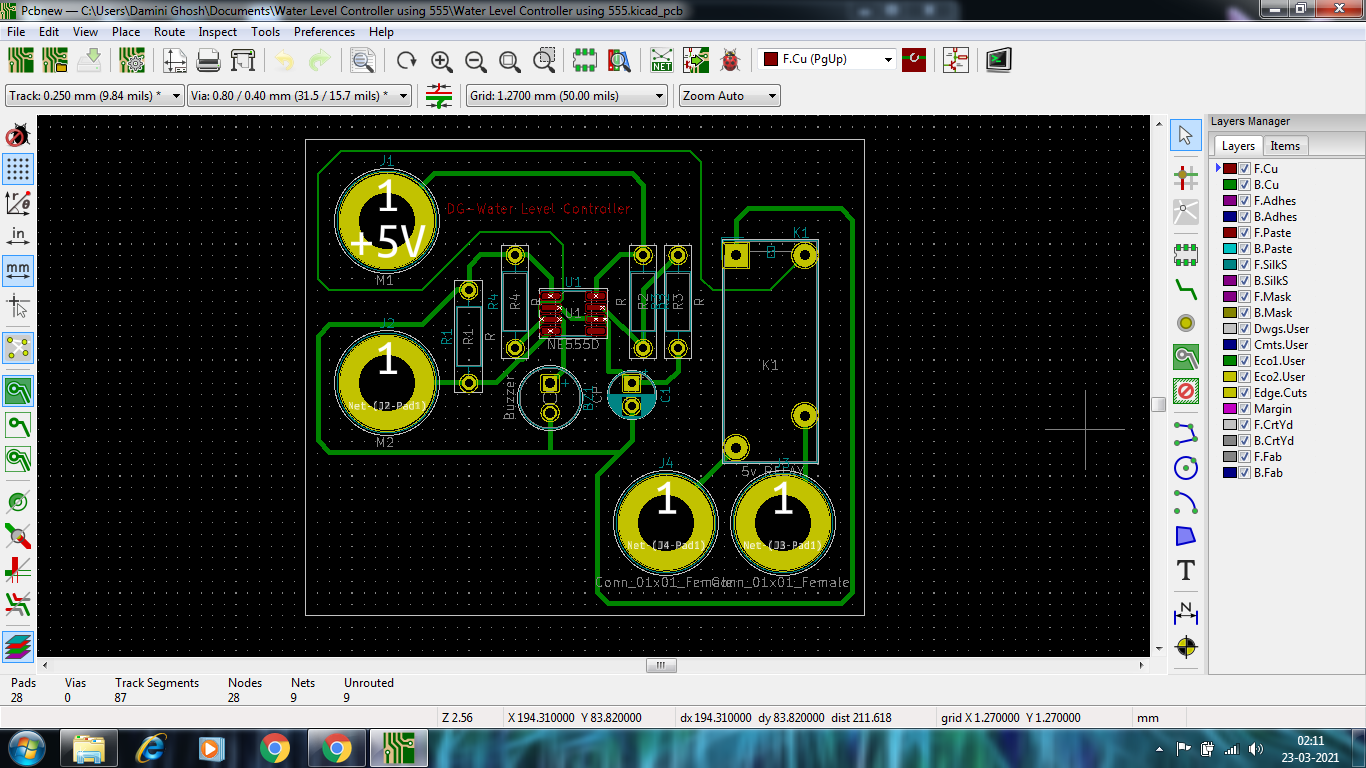 Pcbnew — C:\Users\Damini Ghosh\Documents\Water Level Controller using 555\Water Level Controller using 555.kicad_pcb
File Edit View Place Route Inspect Tools Preferences Help
NET
F.Cu (PgUp)
Track: 0.250 mm (9.84 mils) *
Via: 0.80 / 0.40 mm (31.5 / 15.7 mils) *
Grid: 1.2700 mm (50.00 mils)
Zoom Auto
in
mm
J1
1
+5V
M1
DG-Water Level Controller
K1
U1
R4
R4
R
U1
NE555D
R
R2
R3
R
R1
R1
R
1
Net-(J2-Pad1)
M2
Buzzer
CP
C1
K1
J4
5v RELAY
1
1
Net-(J4-Pad1)
Net-(J3-Pad1)
Conn_01x01_Female
Conn_01x01_Female
T
N
Layers Manager
Layers Items
F.Cu
B.Cu
F.Adhes
B.Adhes
F.Paste
B.Paste
F.SilkS
B.SilkS
F.Mask
B.Mask
Dwgs.User
Cmts.User
Eco1.User
Eco2.User
Edge.Cuts
Margin
F.CrtYd
B.CrtYd
F.Fab
B.Fab
Pads Vias Track Segments Nodes Nets Unrouted
28 0 87 28 9 9
Z 2.56 X 194.310000 Y 83.820000 dx 194.310000 dy 83.820000 dist 211.618 grid X 1.270000 Y 1.270000 mm
02:11
23-03-2021